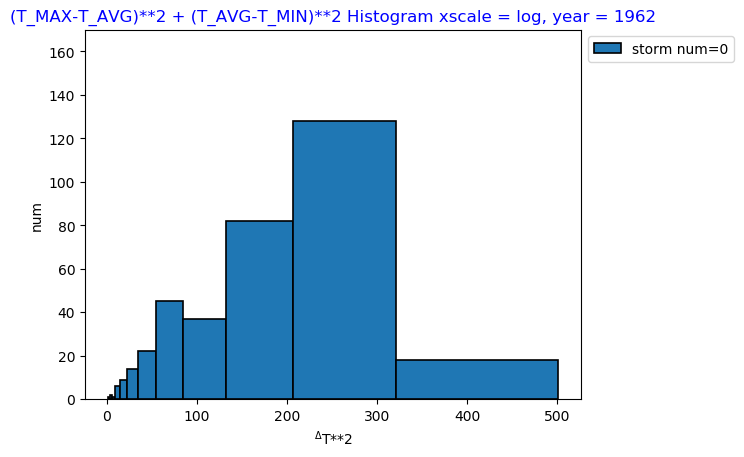 (T_MAX-T_AVG)**2 + (T_AVG-T_MIN)**2 Histogram xscale = log, year = 1962
storm num=0
160
140
120
100
80
60
40
20
0
num
0 100 200 300 400 500
ΔT**2